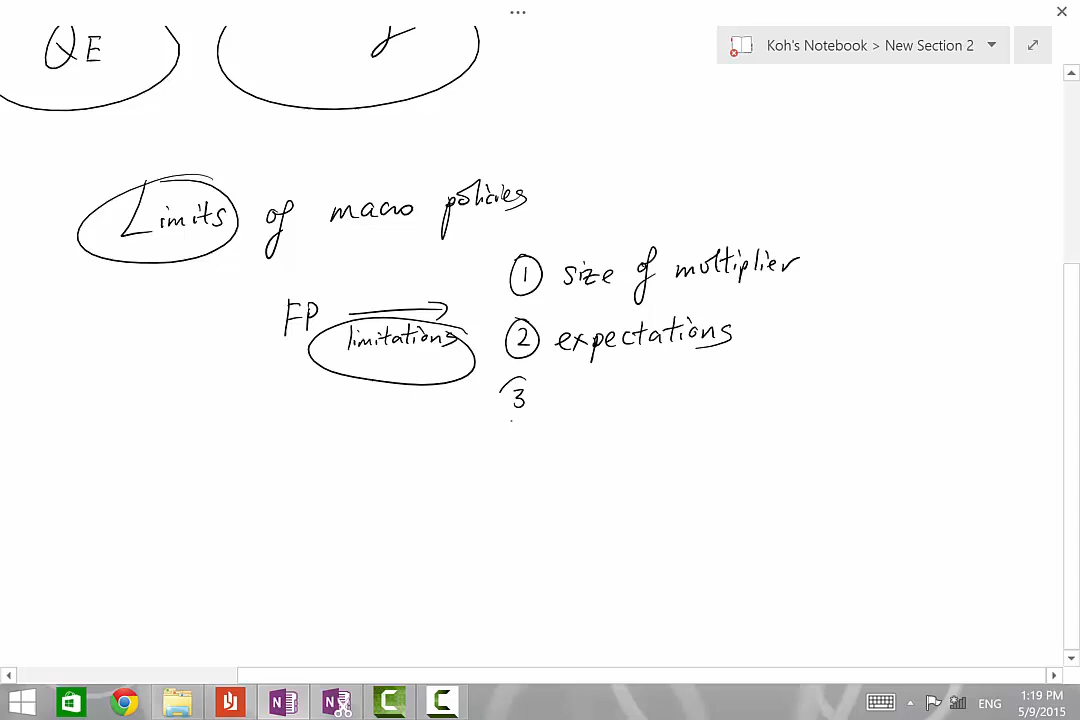 Koh's Notebook > New Section 2
QE
Limits of macro policies
① size of multiplier
FP
limitations
② expectations
3
ENG
1:19 PM
5/9/2015